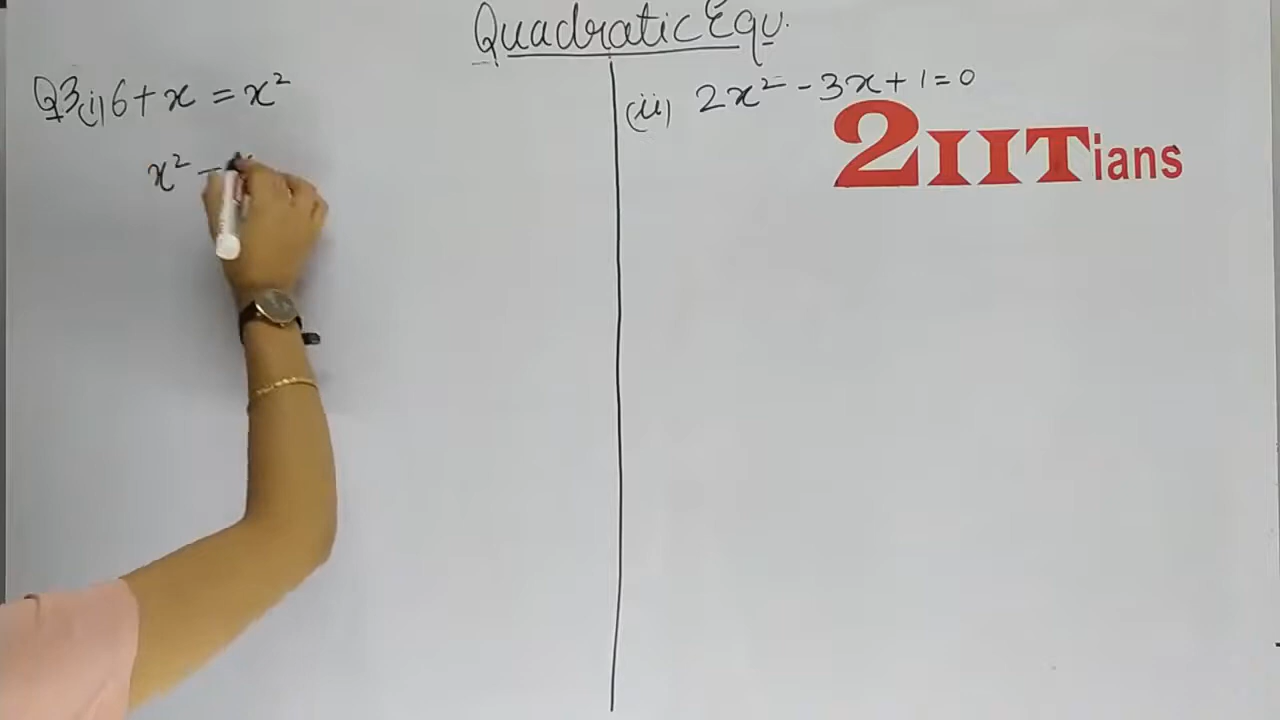 Quadratic Equ.
Q3(i) 6 + x = x²
x² -
(ii) 2x² - 3x + 1 = 0
2IITians